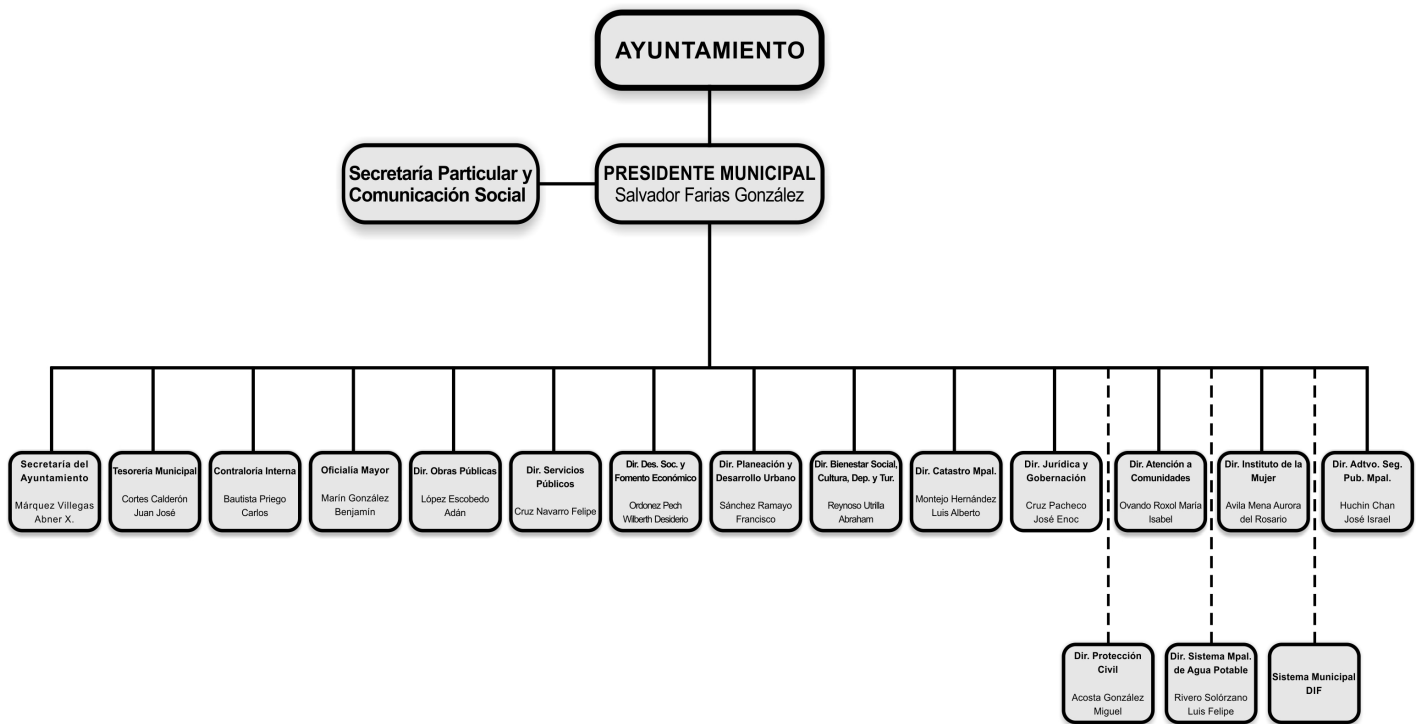 AYUNTAMIENTO
Secretaría Particular y
Comunicación Social
PRESIDENTE MUNICIPAL
Salvador Farias González
Secretaría del
Ayuntamiento
Márquez Villegas
Abner X.
Tesorería Municipal
Cortes Calderón
Juan José
Contraloría Interna
Bautista Priego
Carlos
Oficialia Mayor
Marín González
Benjamín
Dir. Obras Públicas
López Escobedo
Adán
Dir. Servicios
Públicos
Cruz Navarro Felipe
Dir. Des. Soc. y
Fomento Económico
Ordonez Pech
Wilberth Desiderio
Dir. Planeación y
Desarrollo Urbano
Sánchez Ramayo
Francisco
Dir. Bienestar Social,
Cultura, Dep. y Tur.
Reynoso Utrilla
Abraham
Dir. Catastro Mpal.
Montejo Hernández
Luis Alberto
Dir. Jurídica y
Gobernación
Cruz Pacheco
José Enoc
Dir. Atención a
Comunidades
Ovando Roxol María
Isabel
Dir. Instituto de la
Mujer
Avila Mena Aurora
del Rosario
Dir. Adtvo. Seg.
Pub. Mpal.
Huchin Chan
José Israel
Dir. Protección
Civil
Acosta González
Miguel
Dir. Sistema Mpal.
de Agua Potable
Rivero Solórzano
Luis Felipe
Sistema Municipal
DIF